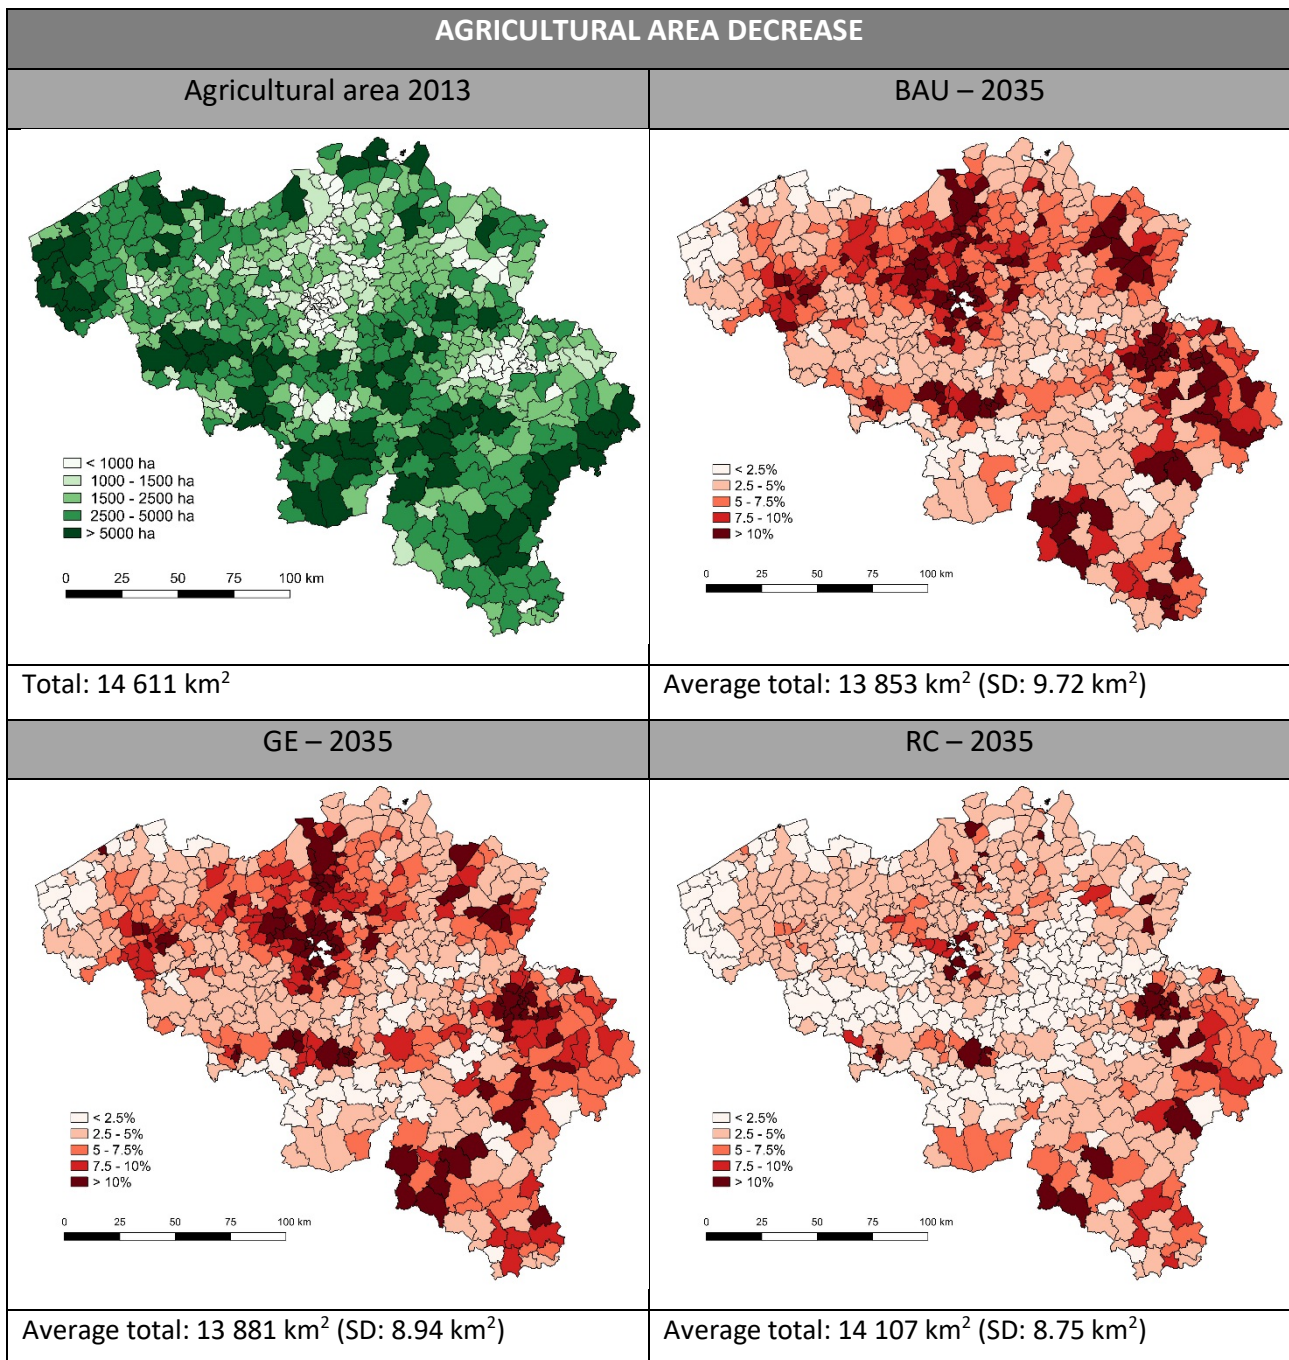 AGRICULTURAL AREA DECREASE
Agricultural area 2013
BAU – 2035
< 1000 ha
1000 - 1500 ha
1500 - 2500 ha
2500 - 5000 ha
> 5000 ha
0 25 50 75 100 km
< 2.5%
2.5 - 5%
5 - 7.5%
7.5 - 10%
> 10%
0 25 50 75 100 km
Total: 14 611 km²
Average total: 13 853 km² (SD: 9.72 km²)
GE – 2035
RC – 2035
< 2.5%
2.5 - 5%
5 - 7.5%
7.5 - 10%
> 10%
0 25 50 75 100 km
< 2.5%
2.5 - 5%
5 - 7.5%
7.5 - 10%
> 10%
0 25 50 75 100 km
Average total: 13 881 km² (SD: 8.94 km²)
Average total: 14 107 km² (SD: 8.75 km²)